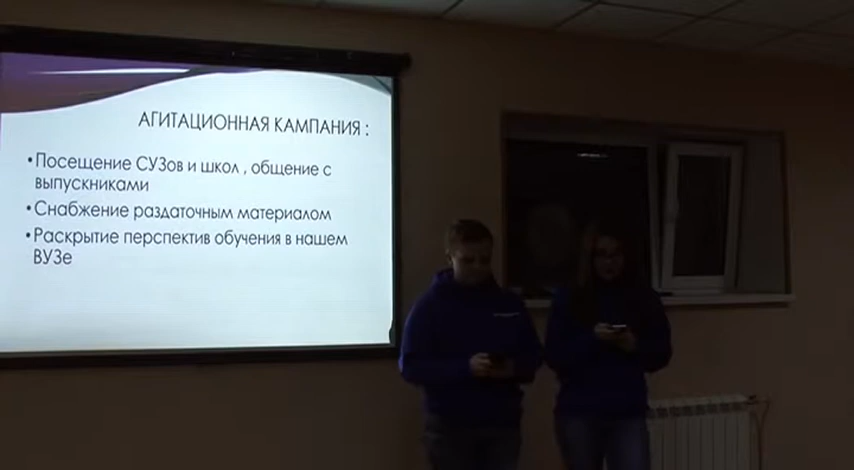 АГИТАЦИОННАЯ КАМПАНИЯ :
•Посещение СУЗов и школ , общение с
выпускниками
•Снабжение раздаточным материалом
•Раскрытие перспектив обучения в нашем
ВУЗе